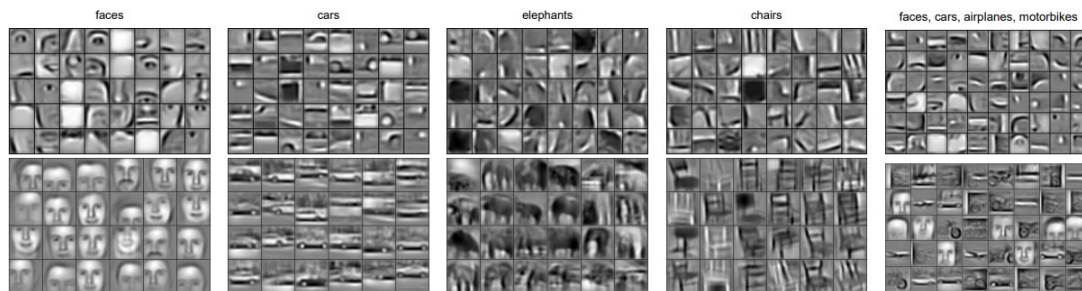 faces
cars
elephants
chairs
faces, cars, airplanes, motorbikes